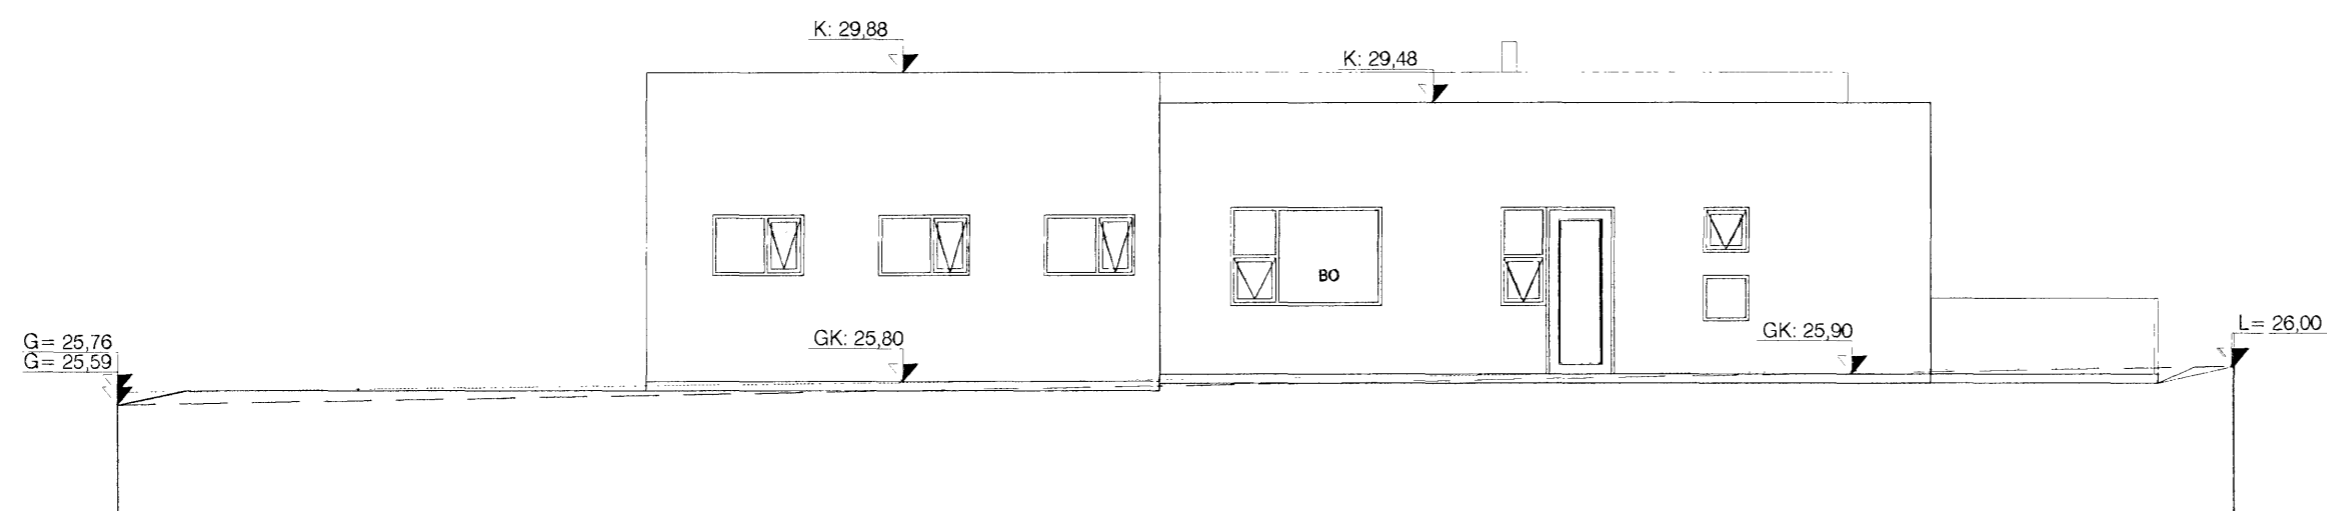 K: 29,88
K: 29,48
BO
G= 25,76
G= 25,59
GK: 25,80
GK: 25,90
L= 26,00